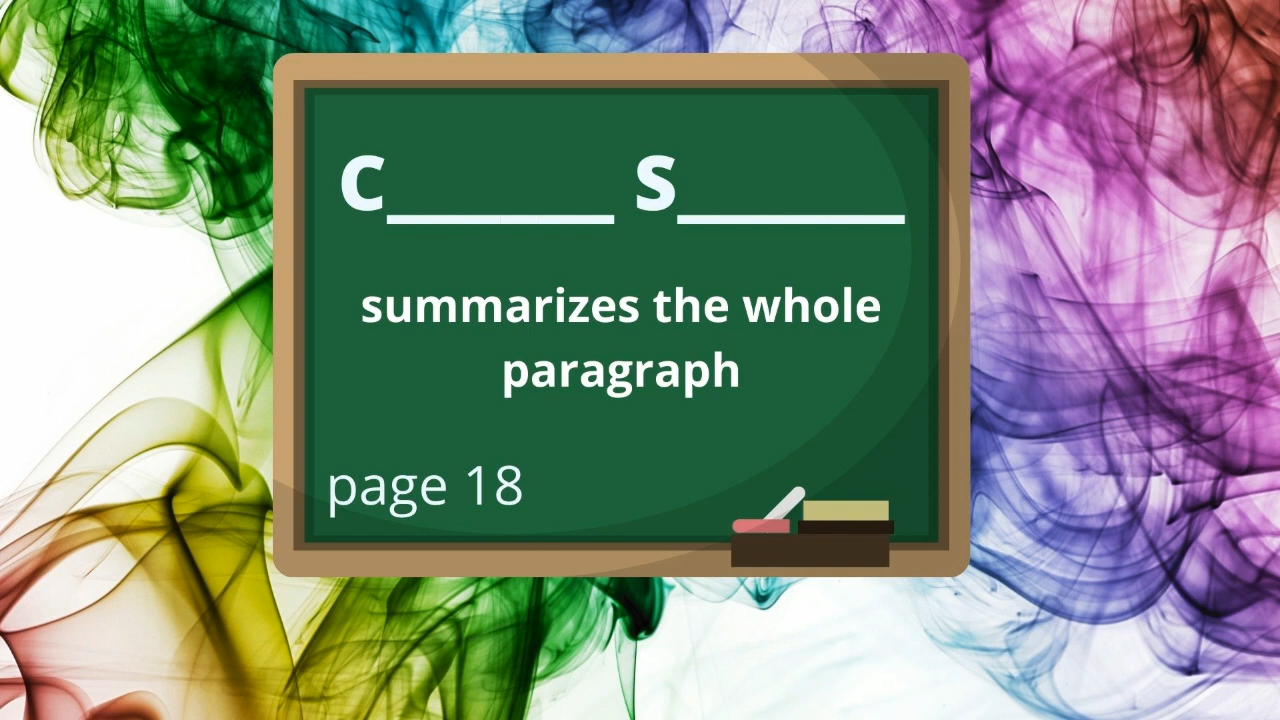 C______ S______
summarizes the whole
paragraph
page 18